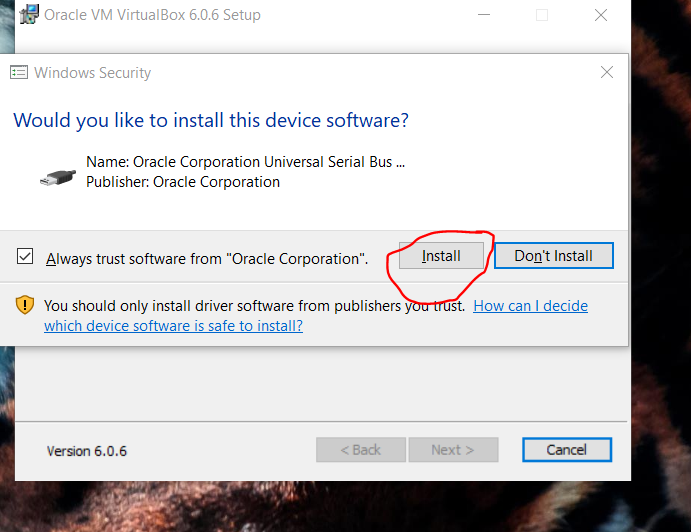 Oracle VM VirtualBox 6.0.6 Setup
Windows Security
Would you like to install this device software?
Name: Oracle Corporation Universal Serial Bus ...
Publisher: Oracle Corporation
Always trust software from "Oracle Corporation".
Install
Don't Install
You should only install driver software from publishers you trust. How can I decide
which device software is safe to install?
Version 6.0.6
< Back
Next >
Cancel